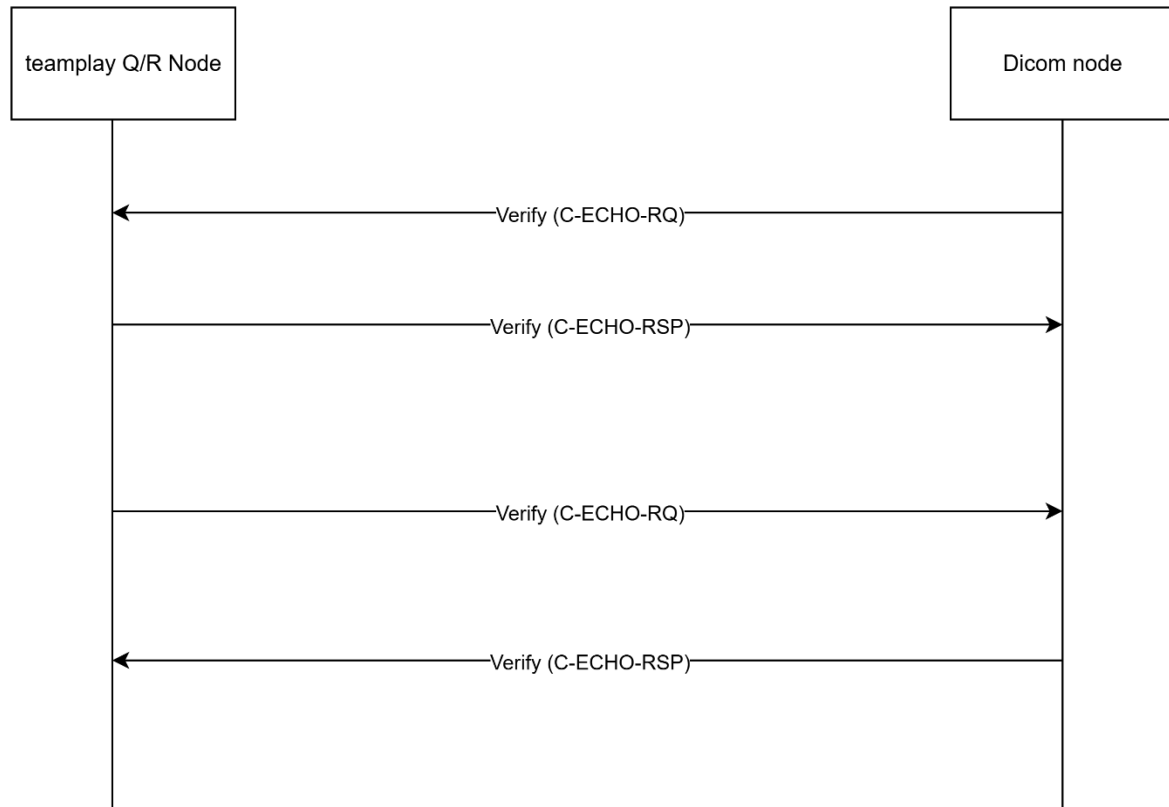 teamplay Q/R Node
Dicom node
Verify (C-ECHO-RQ)
Verify (C-ECHO-RSP)
Verify (C-ECHO-RQ)
Verify (C-ECHO-RSP)